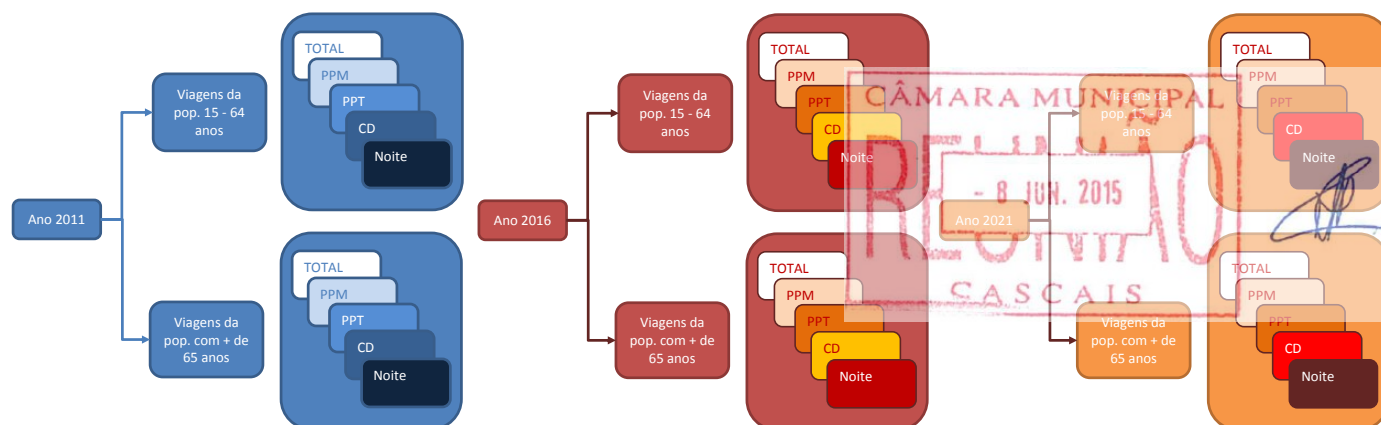 TOTAL
PPM
PPT
CD
Noite
Viagens da
pop. 15 - 64
anos
Ano 2011
Viagens da
pop. com + de
65 anos
TOTAL
PPM
PPT
CD
Noite
TOTAL
PPM
PPT
CD
Noite
Viagens da
pop. 15 - 64
anos
Ano 2016
Viagens da
pop. com + de
65 anos
TOTAL
PPM
PPT
CD
Noite
TOTAL
PPM
PPT
CD
Noite
Viagens da
pop. 15 - 64
anos
Ano 2021
Viagens da
pop. com + de
65 anos
TOTAL
PPM
PPT
CD
Noite
CÂMARA MUNICIPAL
REUNIÃO
- 8 JUN. 2015
CASCAIS